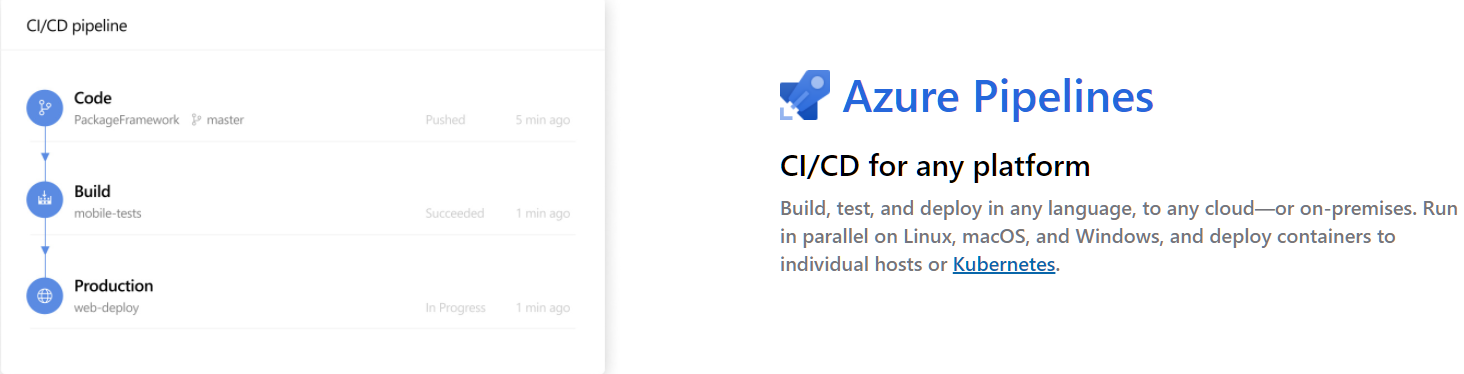 CI/CD pipeline
Code
PackageFramework master Pushed 5 min ago
Build
mobile-tests Succeeded 1 min ago
Production
web-deploy In Progress 1 min ago
Azure Pipelines
CI/CD for any platform
Build, test, and deploy in any language, to any cloud—or on-premises. Run
in parallel on Linux, macOS, and Windows, and deploy containers to
individual hosts or Kubernetes.